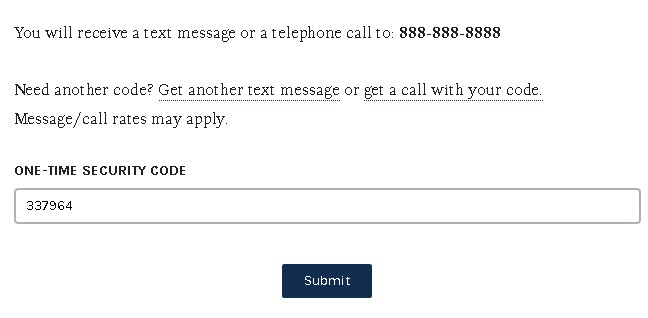 You will receive a text message or a telephone call to: 888-888-8888
Need another code? Get another text message or get a call with your code.
Message/call rates may apply.
ONE-TIME SECURITY CODE
337964
Submit